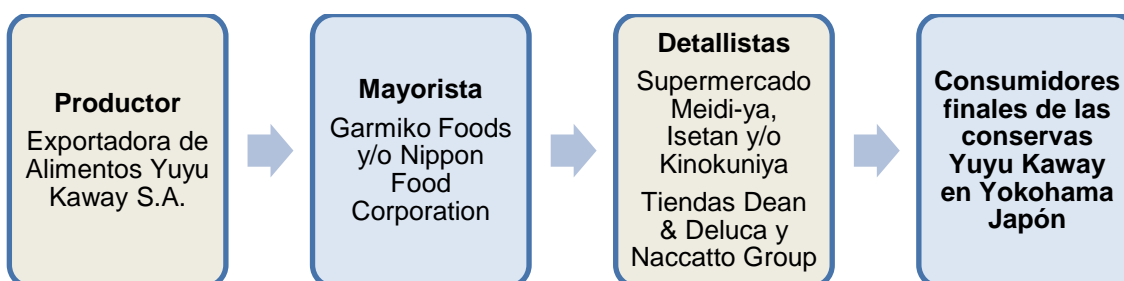 Productor
Exportadora de
Alimentos Yuyu
Kaway S.A.
Mayorista
Garmiko Foods
y/o Nippon
Food
Corporation
Detallistas
Supermercado
Meidi-ya,
Isetan y/o
Kinokuniya
Tiendas Dean
& Deluca y
Naccatto Group
Consumidores
finales de las
conservas
Yuyu Kaway
en Yokohama
Japón